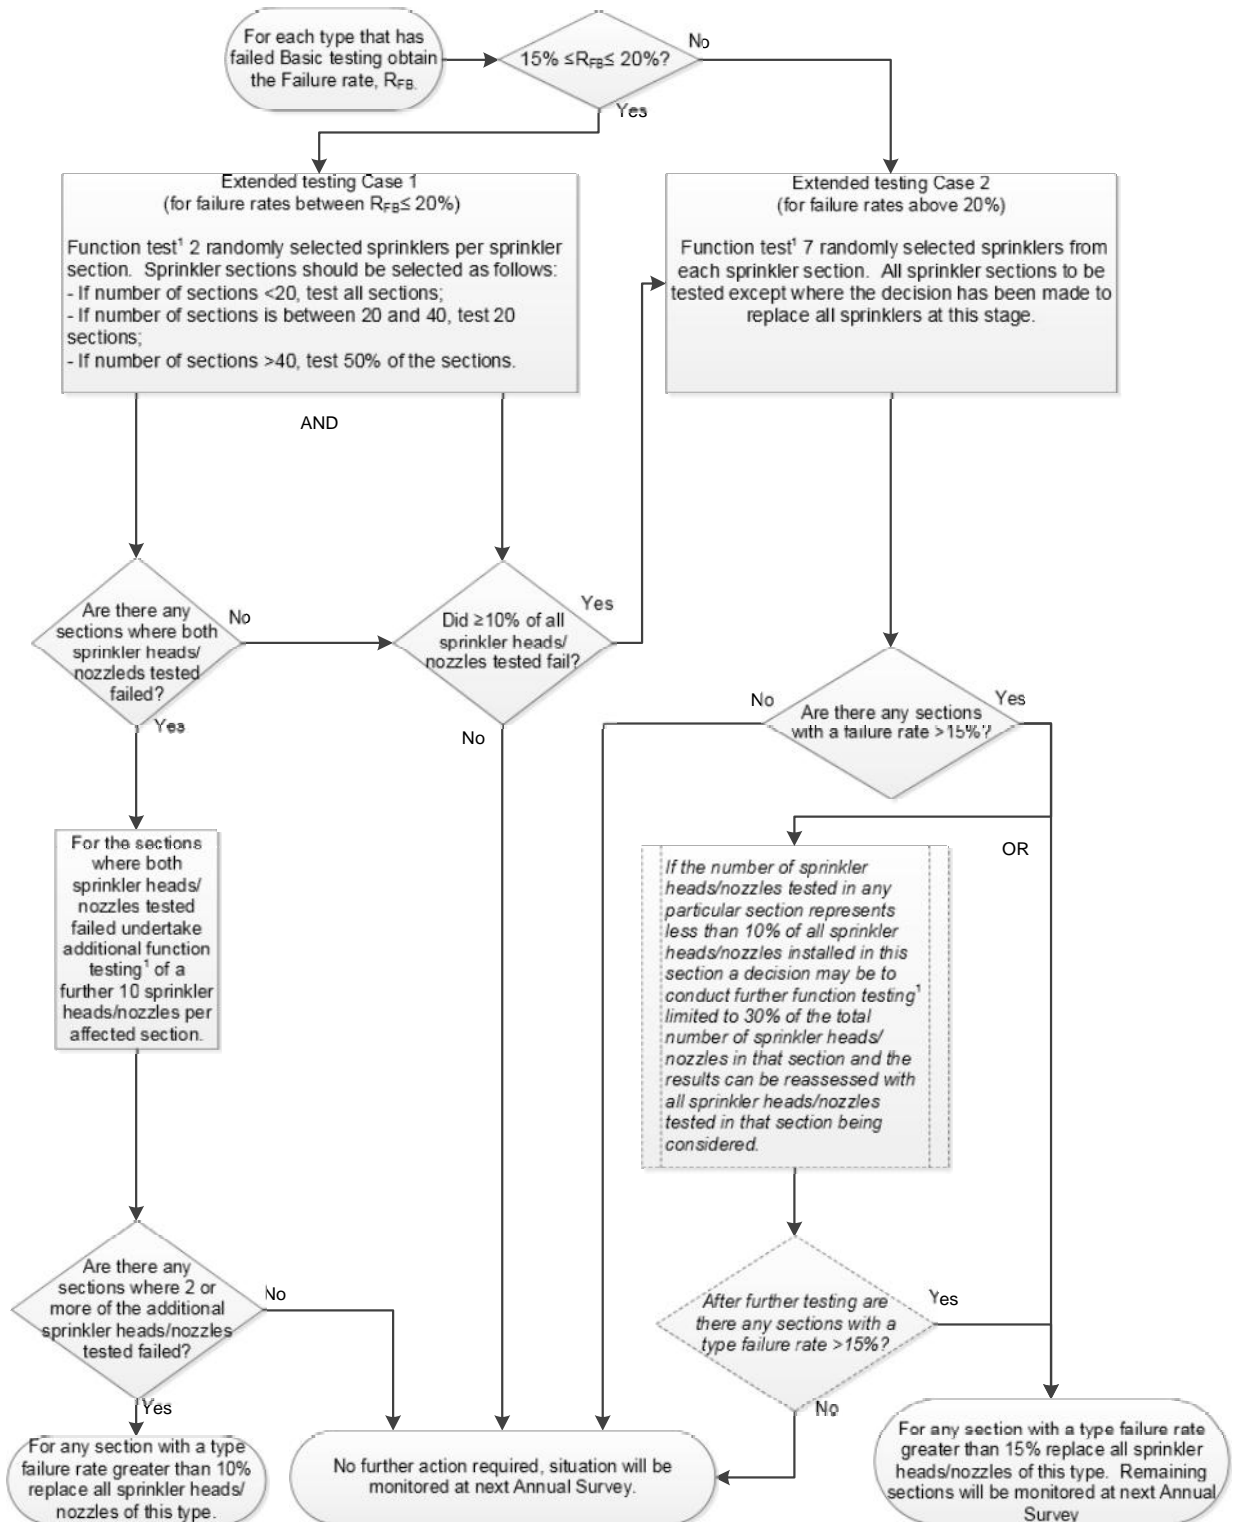 For each type that has
failed Basic testing obtain
the Failure rate, RFB.
15% ≤RFB≤ 20%?
No
Yes
Extended testing Case 1
(for failure rates between RFB≤ 20%)
Function test¹ 2 randomly selected sprinklers per sprinkler
section.  Sprinkler sections should be selected as follows:
- If number of sections <20, test all sections;
- If number of sections is between 20 and 40, test 20
sections;
- If number of sections >40, test 50% of the sections.
Extended testing Case 2
(for failure rates above 20%)
Function test¹ 7 randomly selected sprinklers from
each sprinkler section.  All sprinkler sections to be
tested except where the decision has been made to
replace all sprinklers at this stage.
AND
Are there any
sections where both
sprinkler heads/
nozzleds tested
failed?
No
Yes
Did ≥10% of all
sprinkler heads/
nozzles tested fail?
Yes
No
Are there any sections
with a failure rate >15%?
No
Yes
For the sections
where both
sprinkler heads/
nozzles tested
failed undertake
additional function
testing¹ of a
further 10 sprinkler
heads/nozzles per
affected section.
OR
If the number of sprinkler
heads/nozzles tested in any
particular section represents
less than 10% of all sprinkler
heads/nozzles installed in this
section a decision may be to
conduct further function testing¹
limited to 30% of the total
number of sprinkler heads/
nozzles in that section and the
results can be reassessed with
all sprinkler heads/nozzles
tested in that section being
considered.
Are there any
sections where 2 or
more of the additional
sprinkler heads/nozzles
tested failed?
No
Yes
After further testing are
there any sections with a
type failure rate >15%?
Yes
No
For any section with a type
failure rate greater than 10%
replace all sprinkler heads/
nozzles of this type.
No further action required, situation will be
monitored at next Annual Survey.
For any section with a type failure rate
greater than 15% replace all sprinkler
heads/nozzles of this type.  Remaining
sections will be monitored at next Annual
Survey